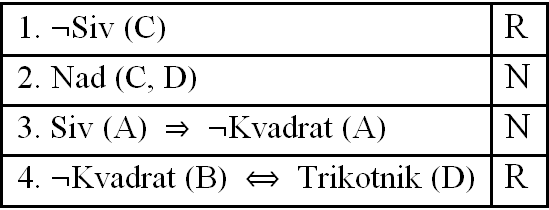 1. ¬Siv (C) R
2. Nad (C, D) N
3. Siv (A) ⇒ ¬Kvadrat (A) N
4. ¬Kvadrat (B) ⇔ Trikotnik (D) R